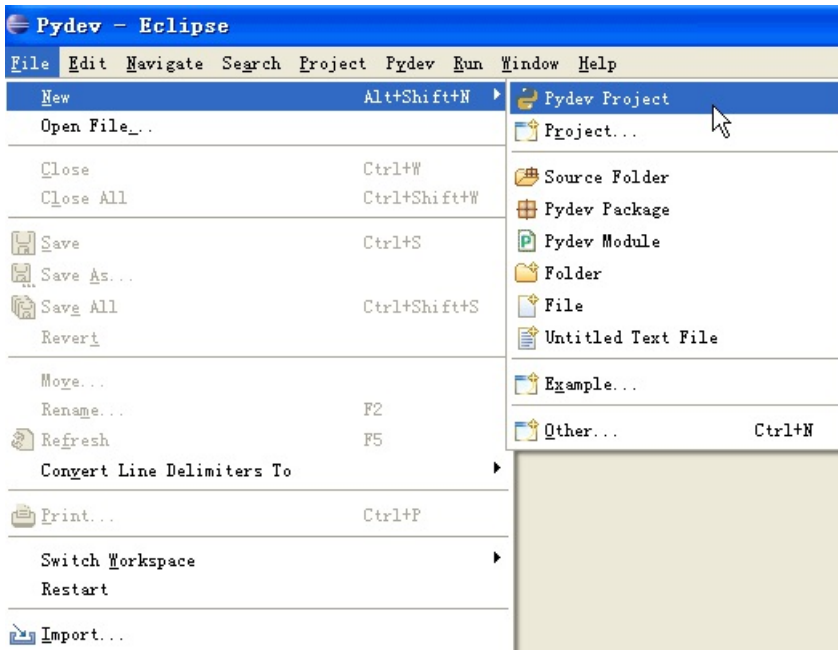 Pydev - Eclipse
File Edit Navigate Search Project Pydev Run Window Help
New Alt+Shift+N
Open File...
Close Ctrl+W
Close All Ctrl+Shift+W
Save Ctrl+S
Save As...
Save All Ctrl+Shift+S
Revert
Move...
Rename... F2
Refresh F5
Convert Line Delimiters To
Print... Ctrl+P
Switch Workspace
Restart
Import...
Pydev Project
Project...
Source Folder
Pydev Package
Pydev Module
Folder
File
Untitled Text File
Example...
Other... Ctrl+N